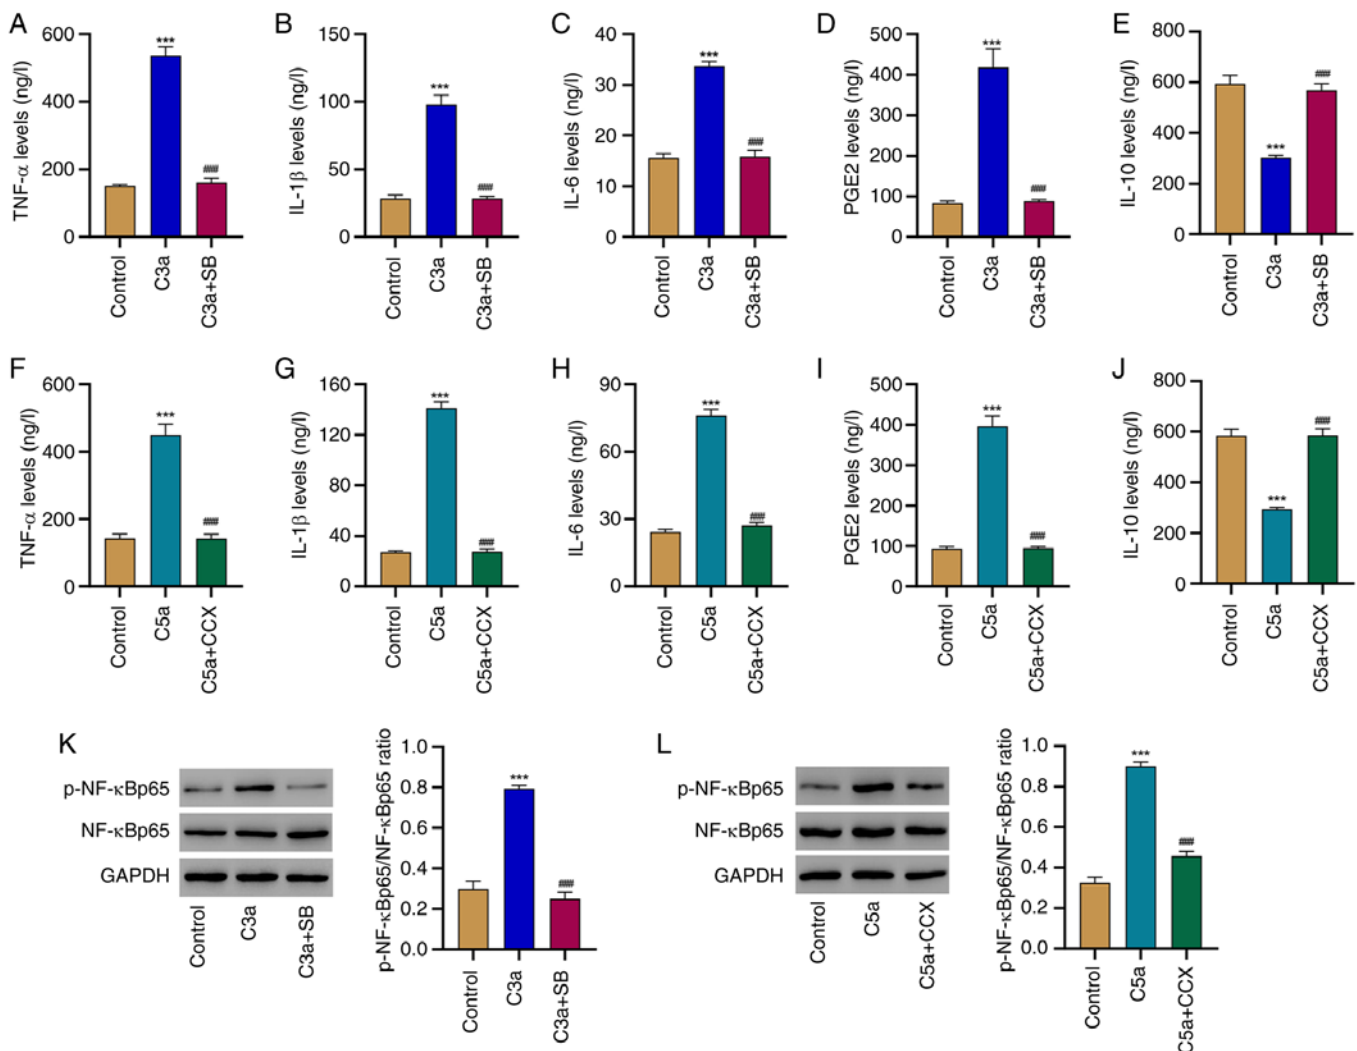 A
TNF-α levels (ng/l)
600
400
200
0
***
###
Control
C3a
C3a+SB
B
IL-1β levels (ng/l)
150
100
50
0
***
###
Control
C3a
C3a+SB
C
IL-6 levels (ng/l)
40
30
20
10
0
***
###
Control
C3a
C3a+SB
D
PGE2 levels (ng/l)
500
400
300
200
100
0
***
###
Control
C3a
C3a+SB
E
IL-10 levels (ng/l)
800
600
400
200
0
***
###
Control
C3a
C3a+SB
F
TNF-α levels (ng/l)
600
400
200
0
***
###
Control
C5a
C5a+CCX
G
IL-1β levels (ng/l)
160
120
80
40
0
***
###
Control
C5a
C5a+CCX
H
IL-6 levels (ng/l)
90
60
30
0
***
###
Control
C5a
C5a+CCX
I
PGE2 levels (ng/l)
500
400
300
200
100
0
***
###
Control
C5a
C5a+CCX
J
IL-10 levels (ng/l)
800
600
400
200
0
***
###
Control
C5a
C5a+CCX
K
p-NF-κBp65
NF-κBp65
GAPDH
Control
C3a
C3a+SB
p-NF-κBp65/NF-κBp65 ratio
1.0
0.8
0.6
0.4
0.2
0.0
***
###
Control
C3a
C3a+SB
L
p-NF-κBp65
NF-κBp65
GAPDH
Control
C5a
C5a+CCX
p-NF-κBp65/NF-κBp65 ratio
1.0
0.8
0.6
0.4
0.2
0.0
***
###
Control
C5a
C5a+CCX